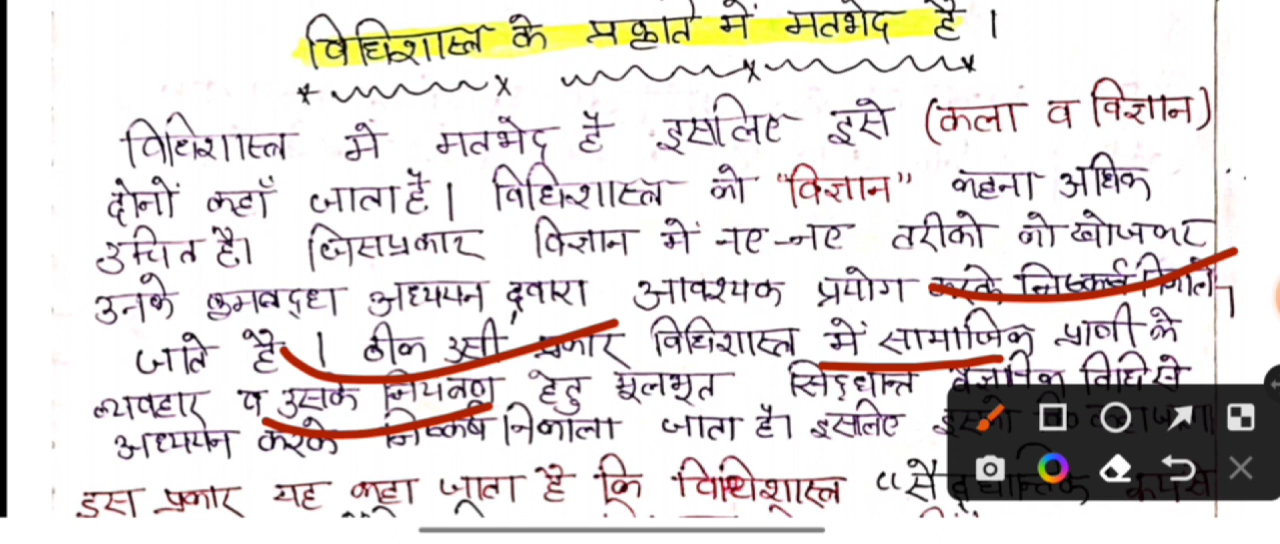 विधिशास्त्र के प्रकृति में मतभेद है ।
विधिशास्त्र में मतभेद है इसलिए इसे (कला व विज्ञान)
दोनों कहाँ जाता है । विधिशास्त्र को "विज्ञान" कहना अधिक
उचित है। जिसप्रकार विज्ञान में नए-नए तरीको को खोजकर
उनके क्रमबद्धा अध्ययन द्वारा आवश्यक प्रयोग करके निष्कर्ष निकाले
जाते है । ठीक उसी प्रकार विधिशास्त्र में सामाजिक प्राणी के
व्यवहार व उसके नियंत्रण हेतु मूलभूत सिद्धान्त वैज्ञानिक विधि से
अध्ययन करके निष्कर्ष निकाला जाता है। इसलिए इसको
इस प्रकार यह कहा जाता है कि विधिशास्त्र "सैद्धान्तिक रूपसे